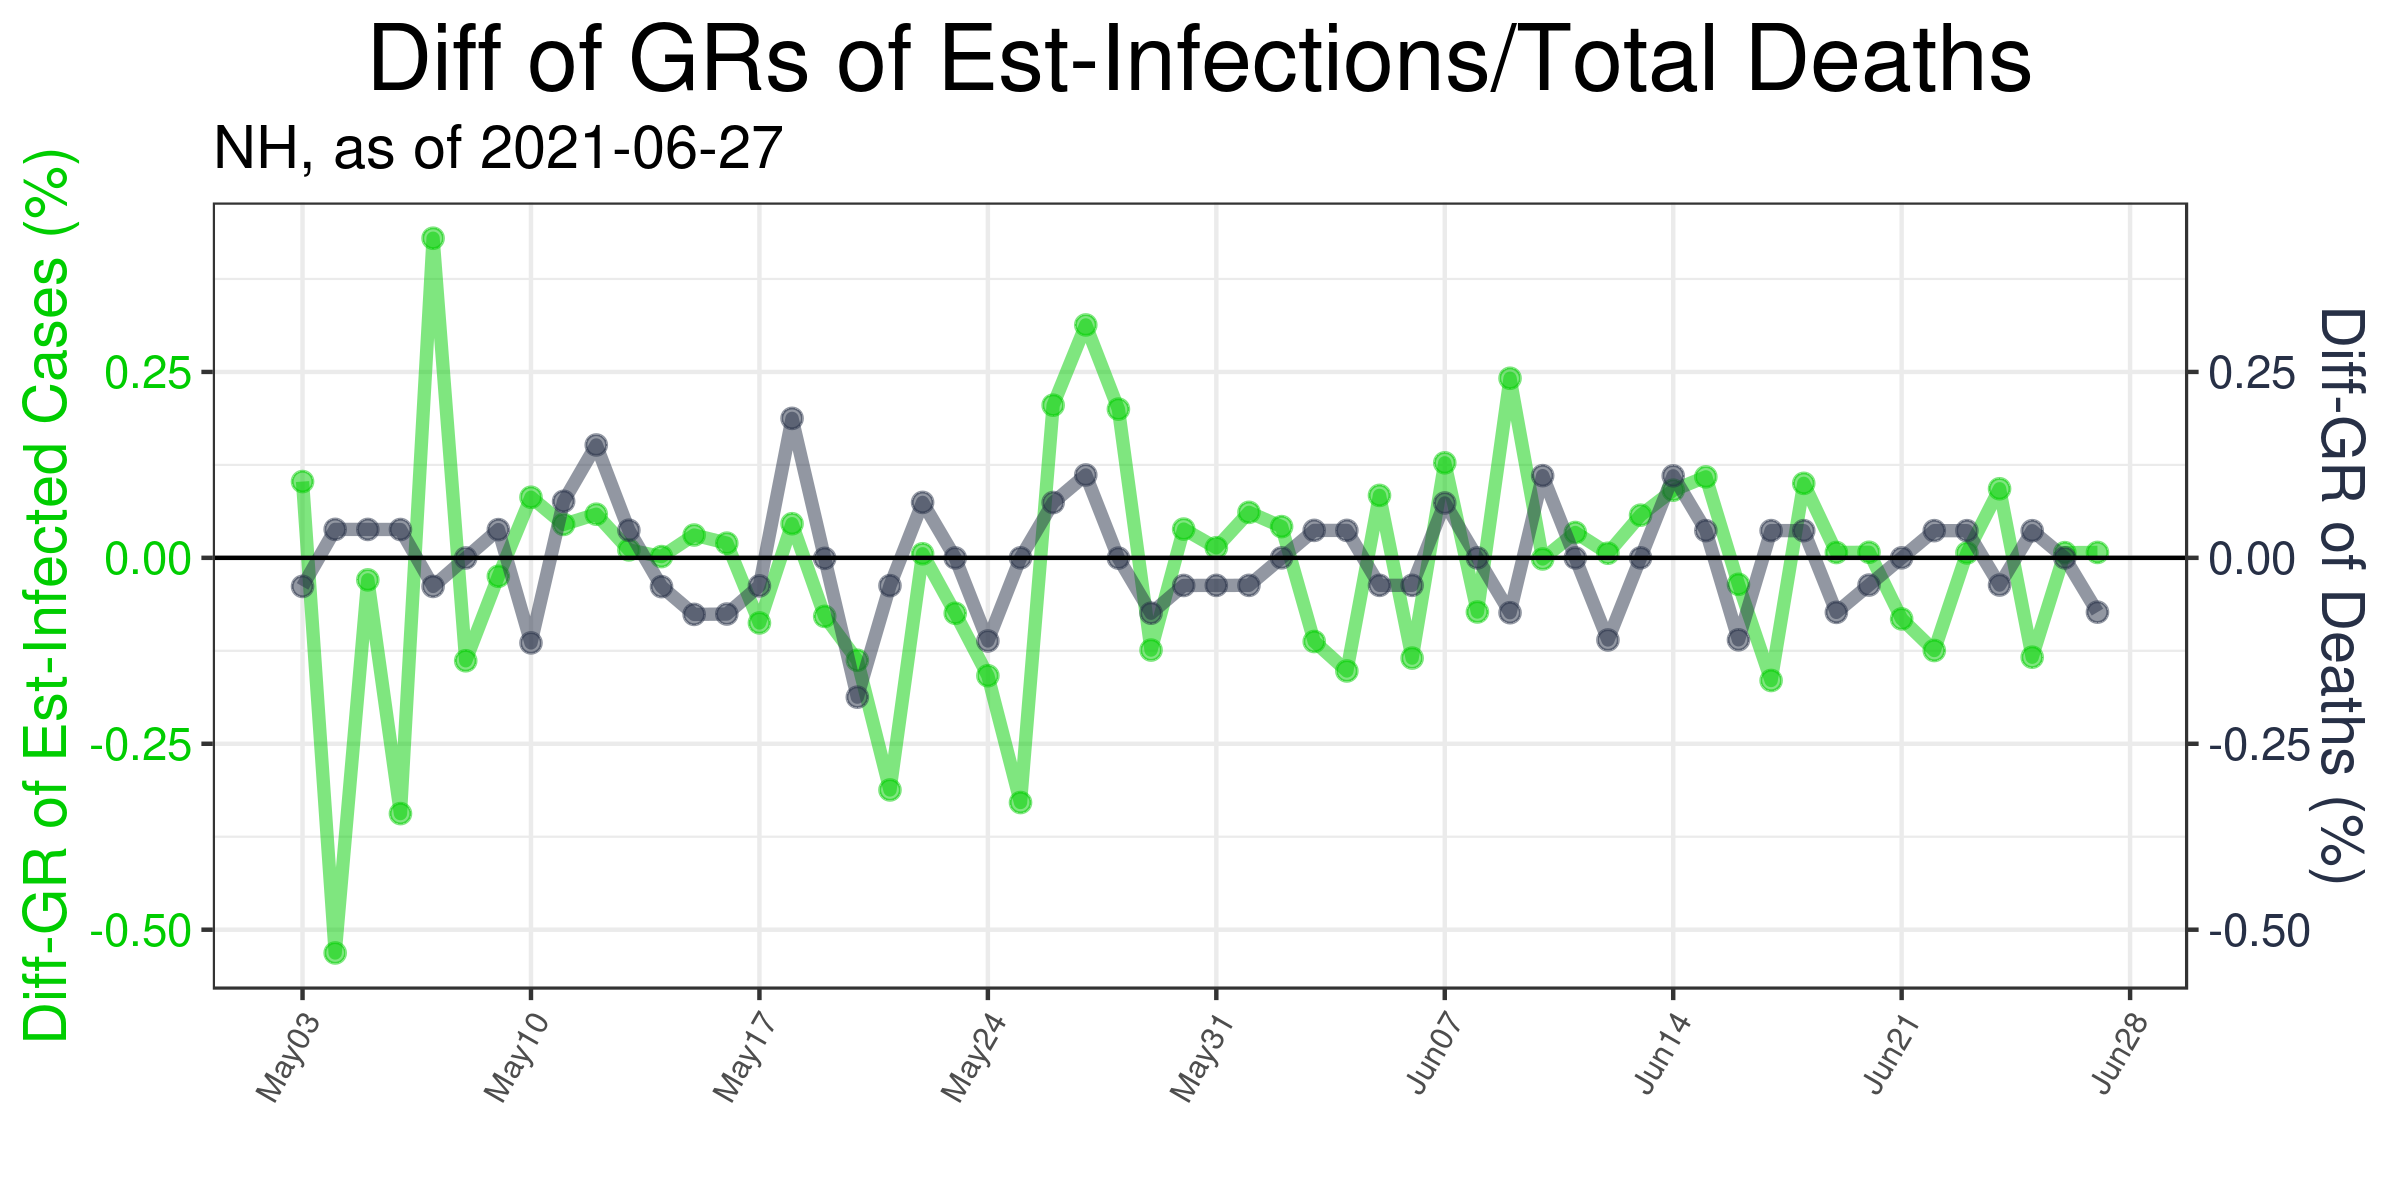 Diff of GRs of Est-Infections/Total Deaths
NH, as of 2021-06-27
Diff-GR of Est-Infected Cases (%)
0.25
0.00
-0.25
-0.50
0.25
0.00
-0.25
-0.50
Diff-GR of Deaths (%)
May03
May10
May17
May24
May31
Jun07
Jun14
Jun21
Jun28